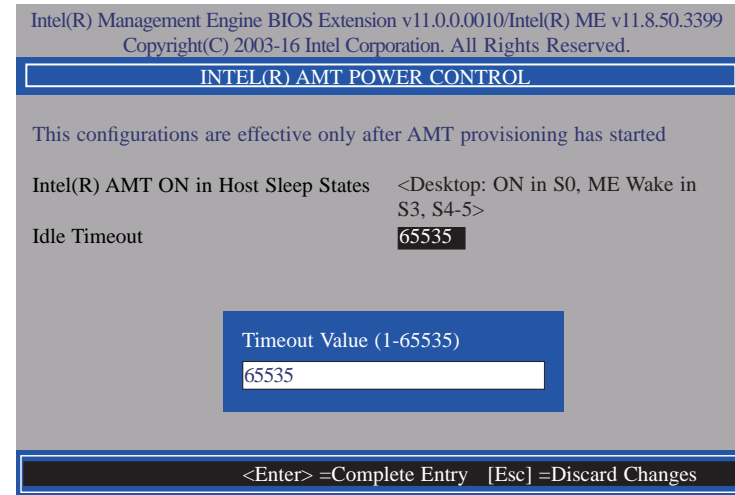 Intel(R) Management Engine BIOS Extension v11.0.0.0010/Intel(R) ME v11.8.50.3399
Copyright(C) 2003-16 Intel Corporation. All Rights Reserved.
INTEL(R) AMT POWER CONTROL
This configurations are effective only after AMT provisioning has started
Intel(R) AMT ON in Host Sleep States <Desktop: ON in S0, ME Wake in
S3, S4-5>
Idle Timeout 65535
Timeout Value (1-65535)
65535
<Enter> =Complete Entry [Esc] =Discard Changes